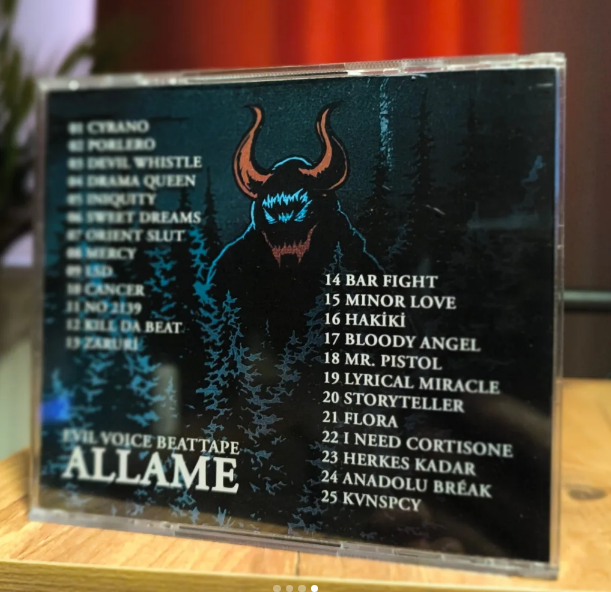 01 CYRANO
02 PORLERO
03 DEVIL WHISTLE
04 DRAMA QUEEN
05 INIQUITY
06 SWEET DREAMS
07 ORIENT SLUT
08 MERCY
09 LSD
10 CANCER
11 NO 2139
12 KILL DA BEAT
13 ZARURİ
14 BAR FIGHT
15 MINOR LOVE
16 HAKİKİ
17 BLOODY ANGEL
18 MR. PISTOL
19 LYRICAL MIRACLE
20 STORYTELLER
21 FLORA
22 I NEED CORTISONE
23 HERKES KADAR
24 ANADOLU BRÉAK
25 KVNSPCY
EVIL VOICE BEATTAPE
ALLAME